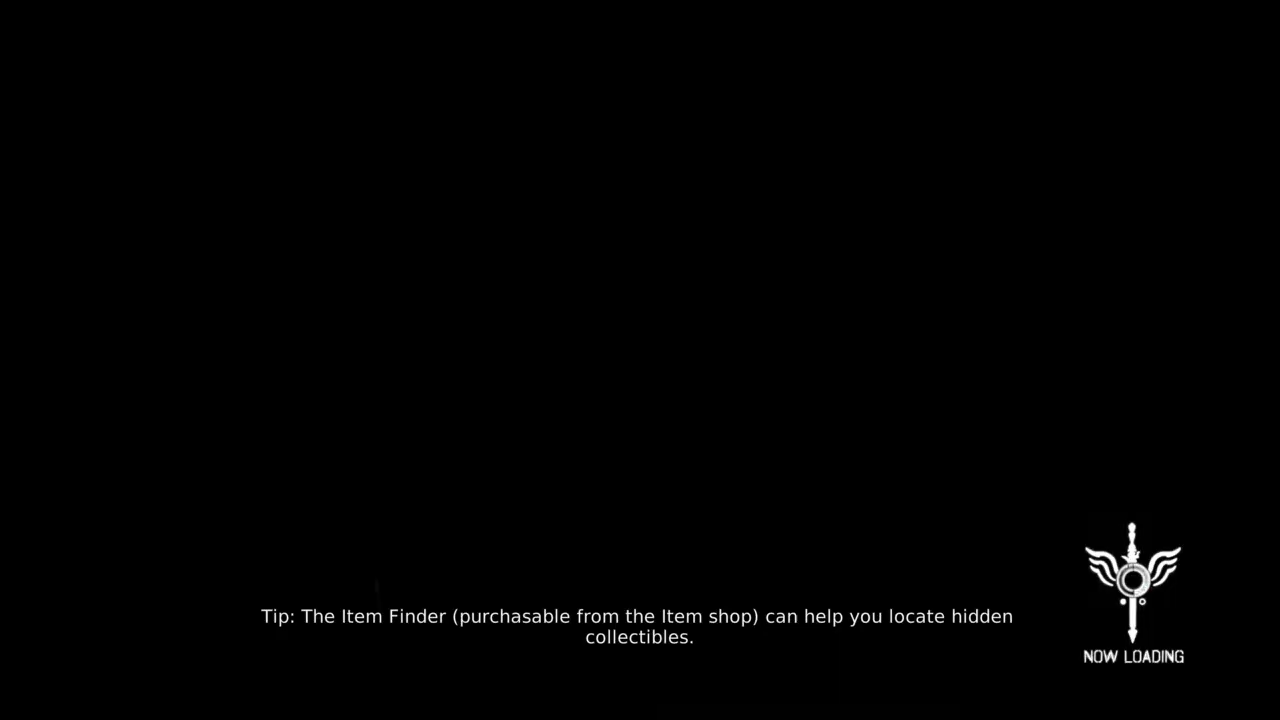 Tip: The Item Finder (purchasable from the Item shop) can help you locate hidden
collectibles.
NOW LOADING